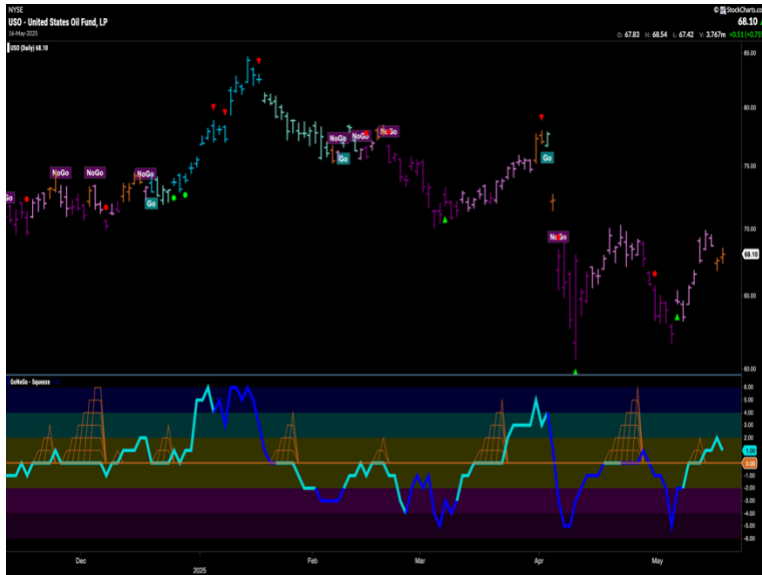 NYSE
© StockCharts.co
USO - United States Oil Fund, LP
68.10
16-May-2025
O: 67.83 H: 68.54 L: 67.42 V: 3.767m +0.51 (+0.75
USO (Daily) 68.10
85.00
80.00
NoGo NoGo NoGo
Go Go
75.00
NoGo NoGo NoGo
Go
Go
70.00
NoGo
68.10
65.00
60.00
GoNoGo - Squeeze
6.00
5.00
4.00
3.00
2.00
1.00
0.00
-1.00
-2.00
-3.00
-4.00
-5.00
-6.00
Dec Feb Mar Apr May
2025